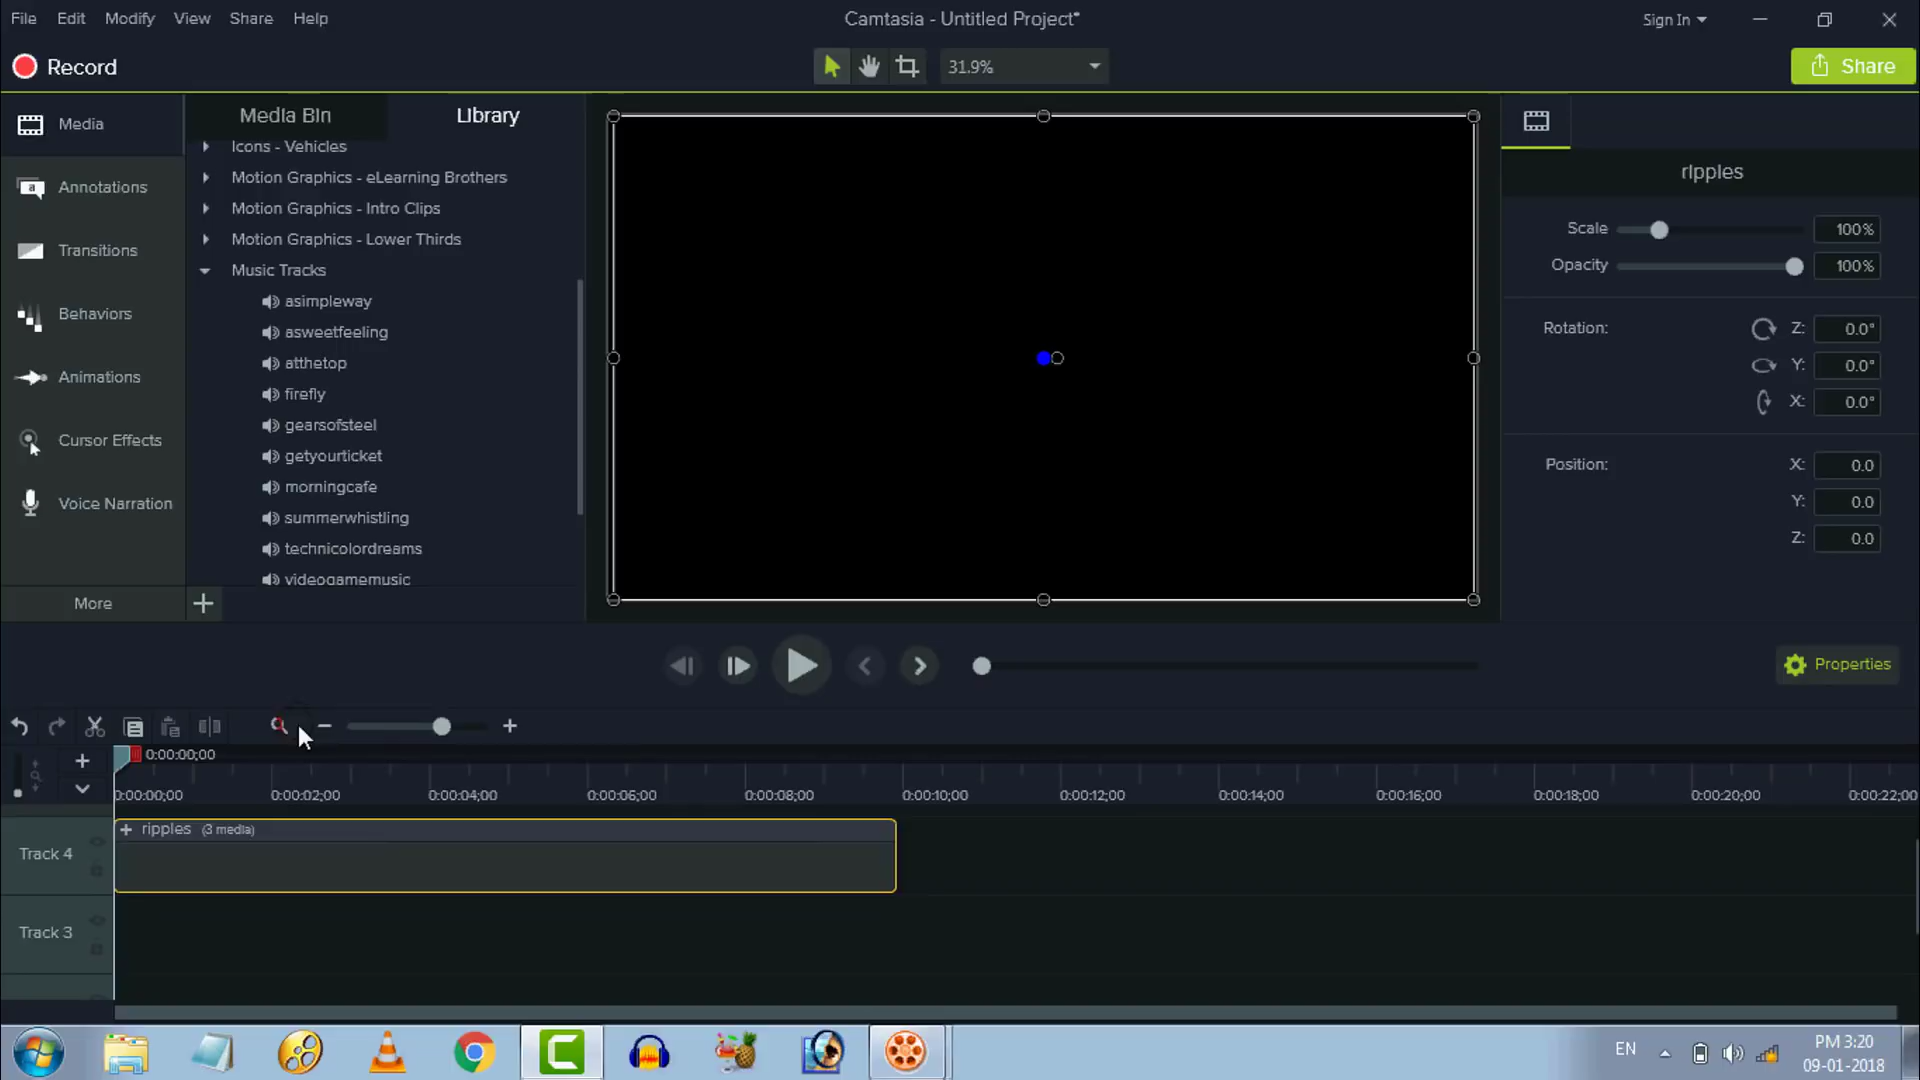 File Edit Modify View Share Help
Camtasia - Untitled Project*
Sign In
Record
31.9%
Share
Media
Annotations
Transitions
Behaviors
Animations
Cursor Effects
Voice Narration
More
Media Bin
Library
Icons - Vehicles
Motion Graphics - eLearning Brothers
Motion Graphics - Intro Clips
Motion Graphics - Lower Thirds
Music Tracks
asimpleway
asweetfeeling
atthetop
firefly
gearsofsteel
getyourticket
morningcafe
summerwhistling
technicolordreams
videogamemusic
ripples
Scale 100%
Opacity 100%
Rotation: Z: 0.0°
Y: 0.0°
X: 0.0°
Position: X: 0.0
Y: 0.0
Z: 0.0
Properties
0:00:00;00
0:00:00;00 0:00:02;00 0:00:04;00 0:00:06;00 0:00:08;00 0:00:10;00 0:00:12;00 0:00:14;00 0:00:16;00 0:00:18;00 0:00:20;00 0:00:22;00
Track 4
ripples (3 media)
Track 3
EN
PM 3:20
09-01-2018